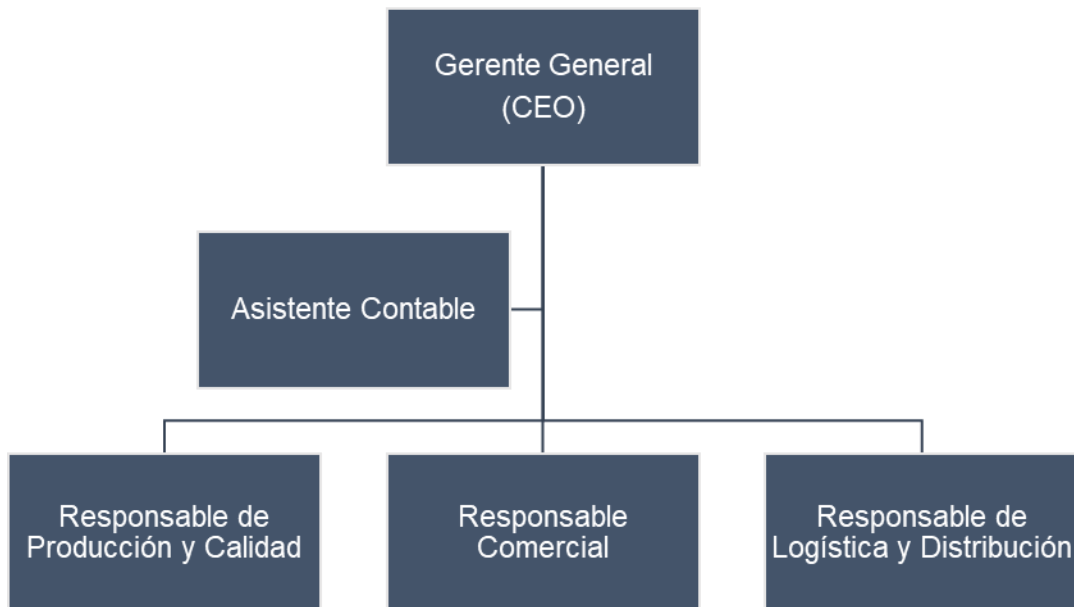 Gerente General
(CEO)
Asistente Contable
Responsable de
Producción y Calidad
Responsable
Comercial
Responsable de
Logística y Distribución